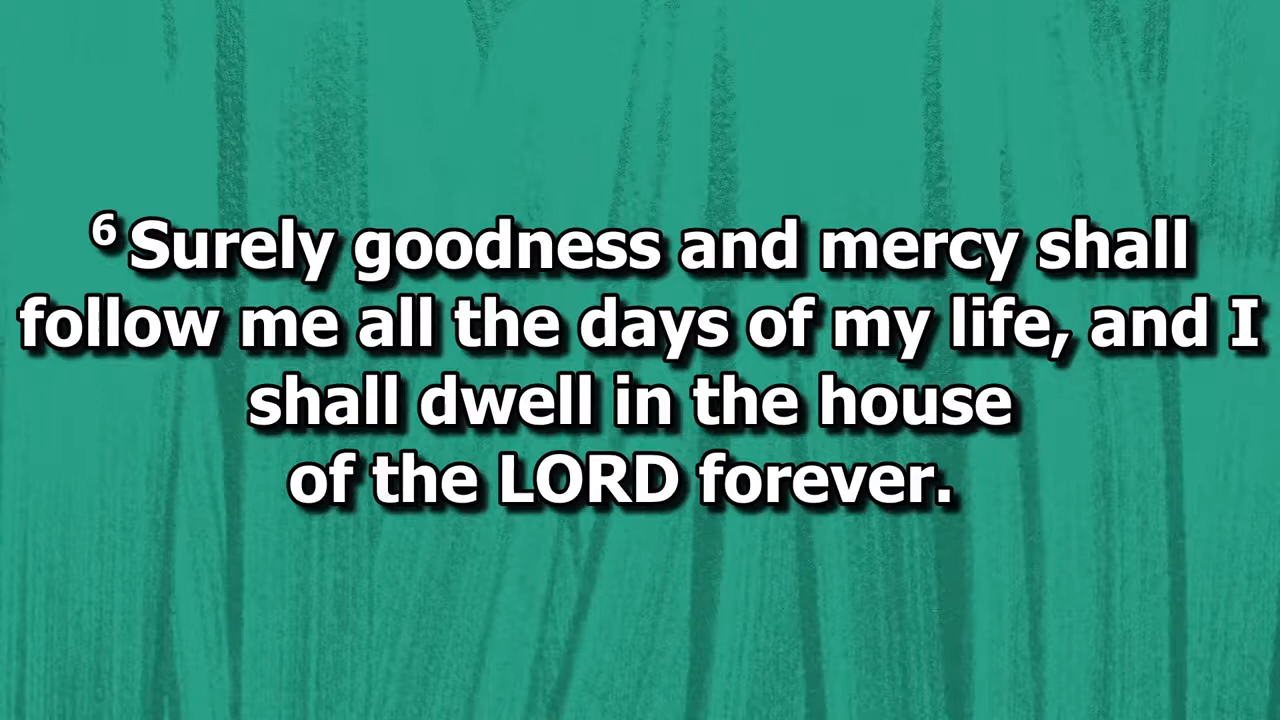 6 Surely goodness and mercy shall
follow me all the days of my life, and I
shall dwell in the house
of the LORD forever.